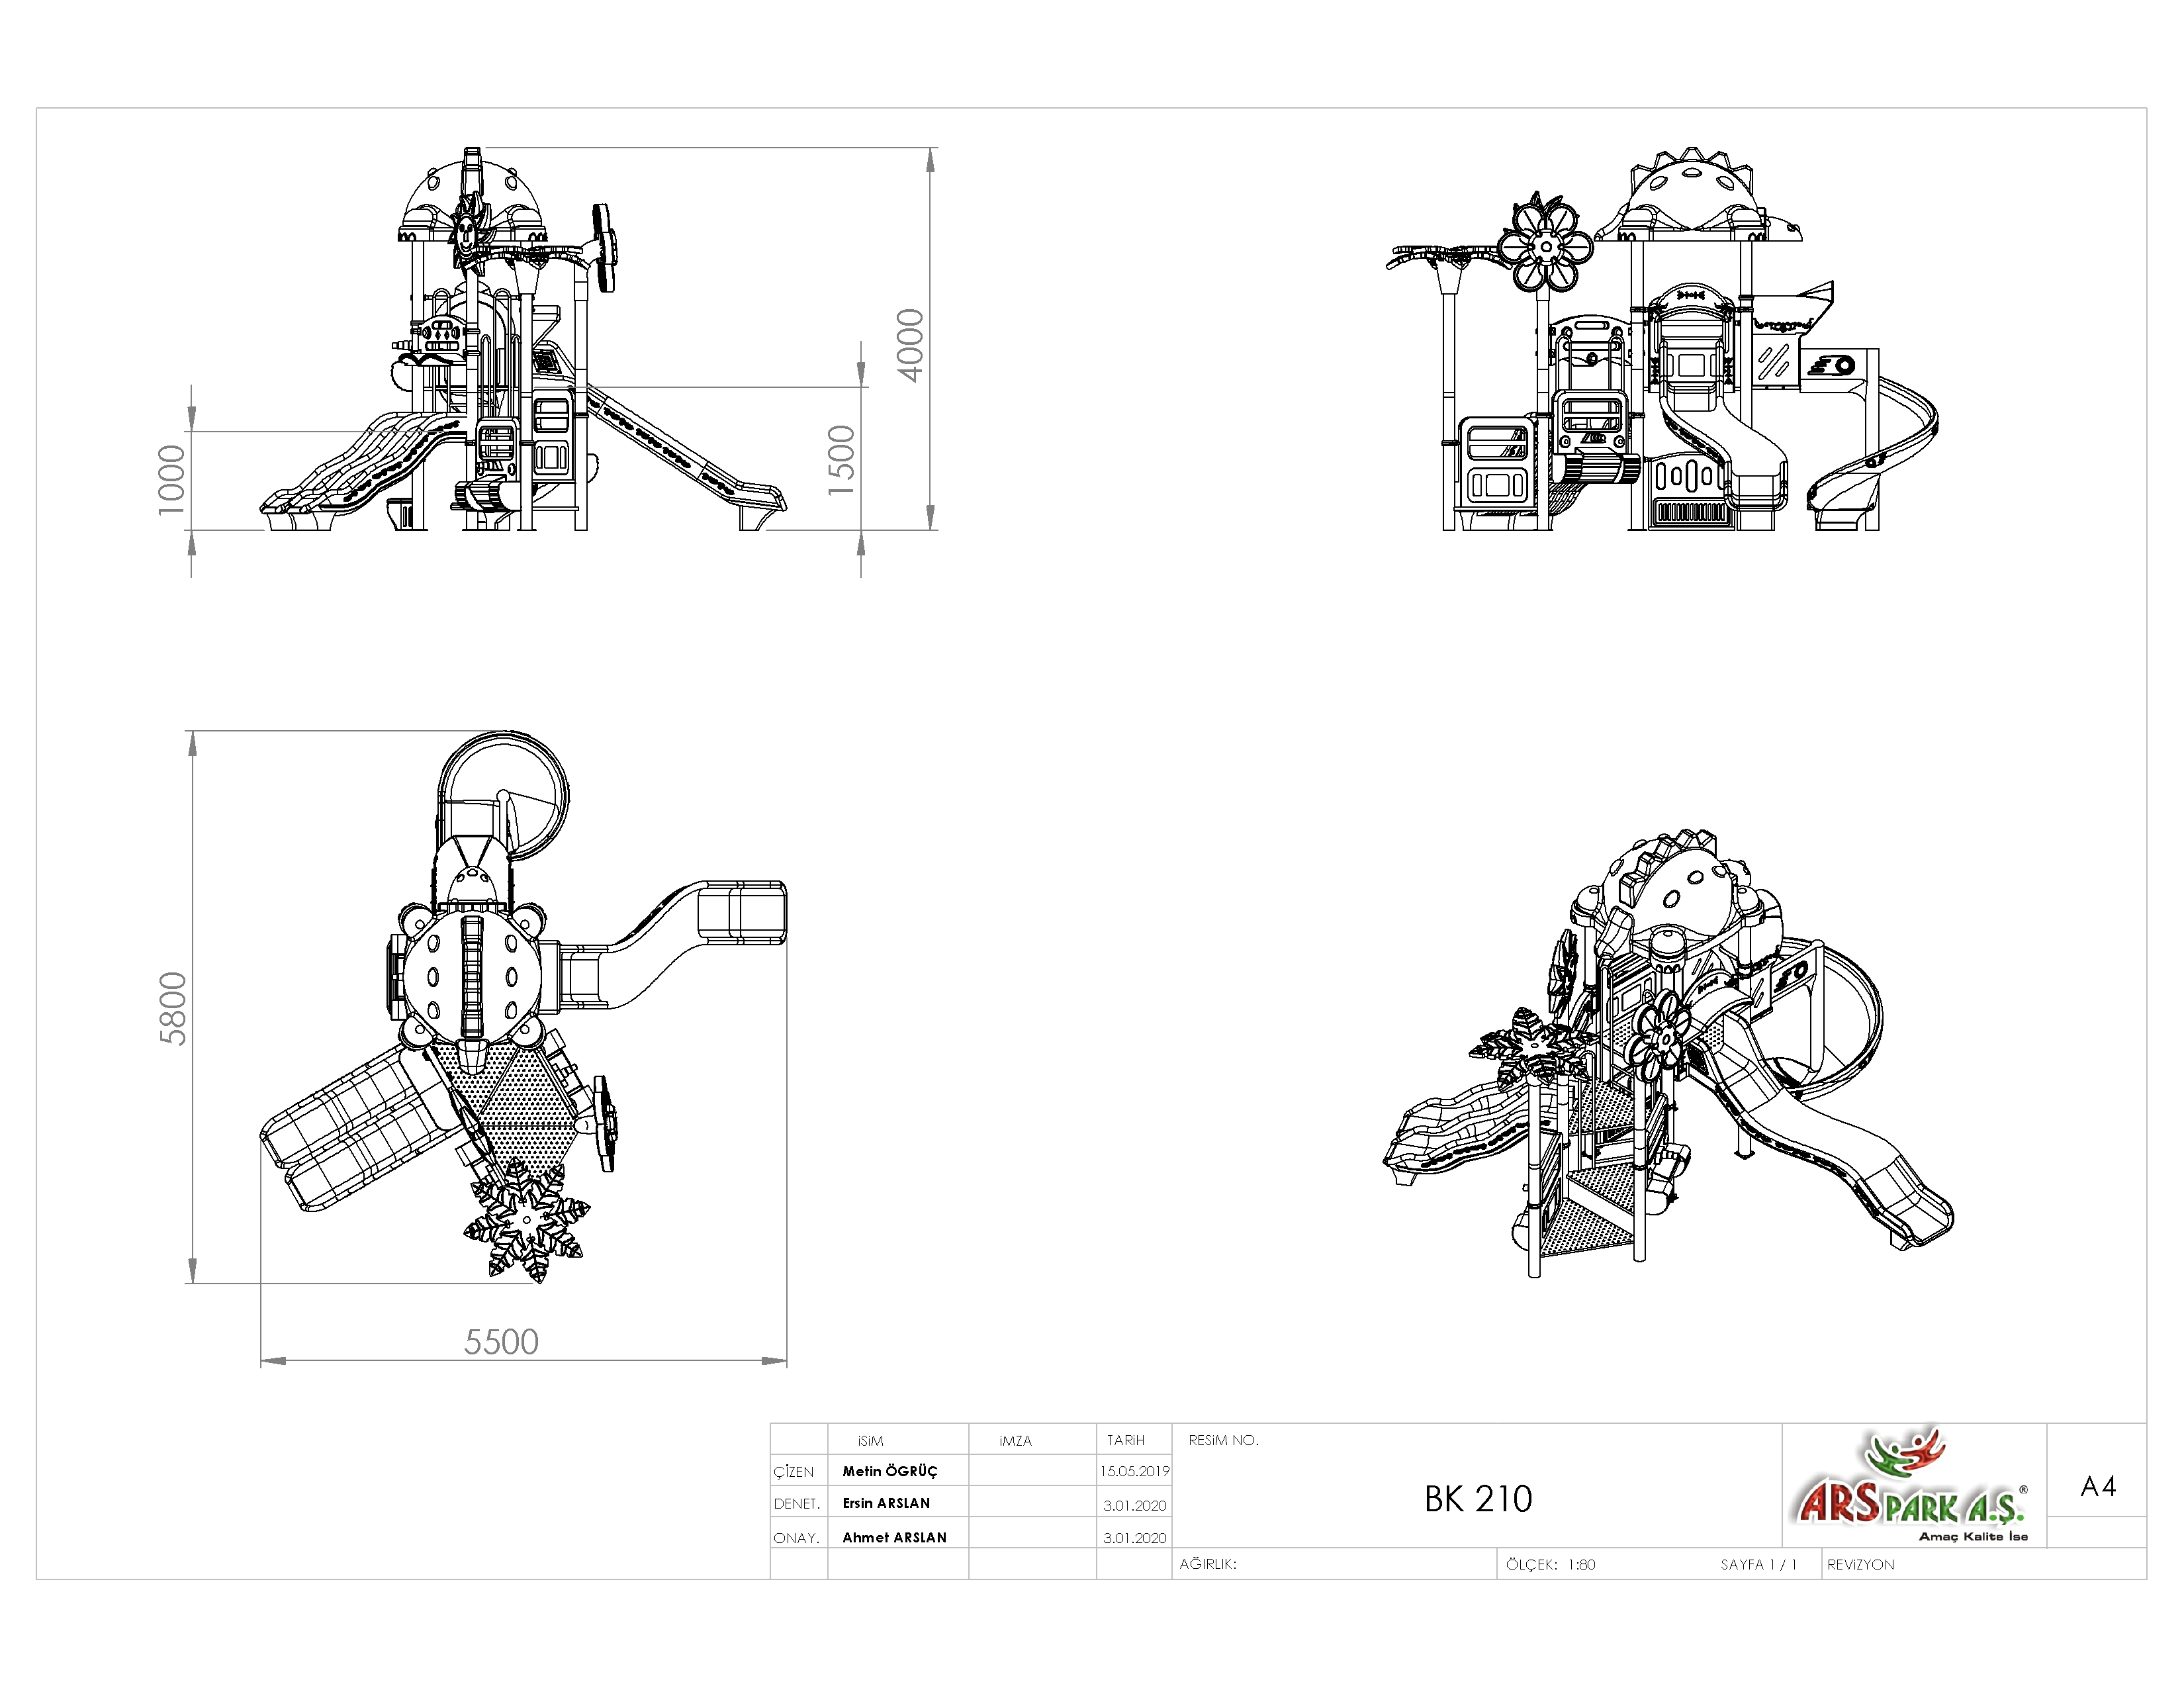 4000
1500
1000
5800
5500
İSİM İMZA TARİH RESİM NO.
ÇİZEN Metin ÖGRÜÇ 15.05.2019
DENET. Ersin ARSLAN 3.01.2020
ONAY. Ahmet ARSLAN 3.01.2020
BK 210
ARSPARK A.Ş.®
Amaç Kalite İse
A4
AĞIRLIK: ÖLÇEK: 1:80 SAYFA 1 / 1 REVİZYON